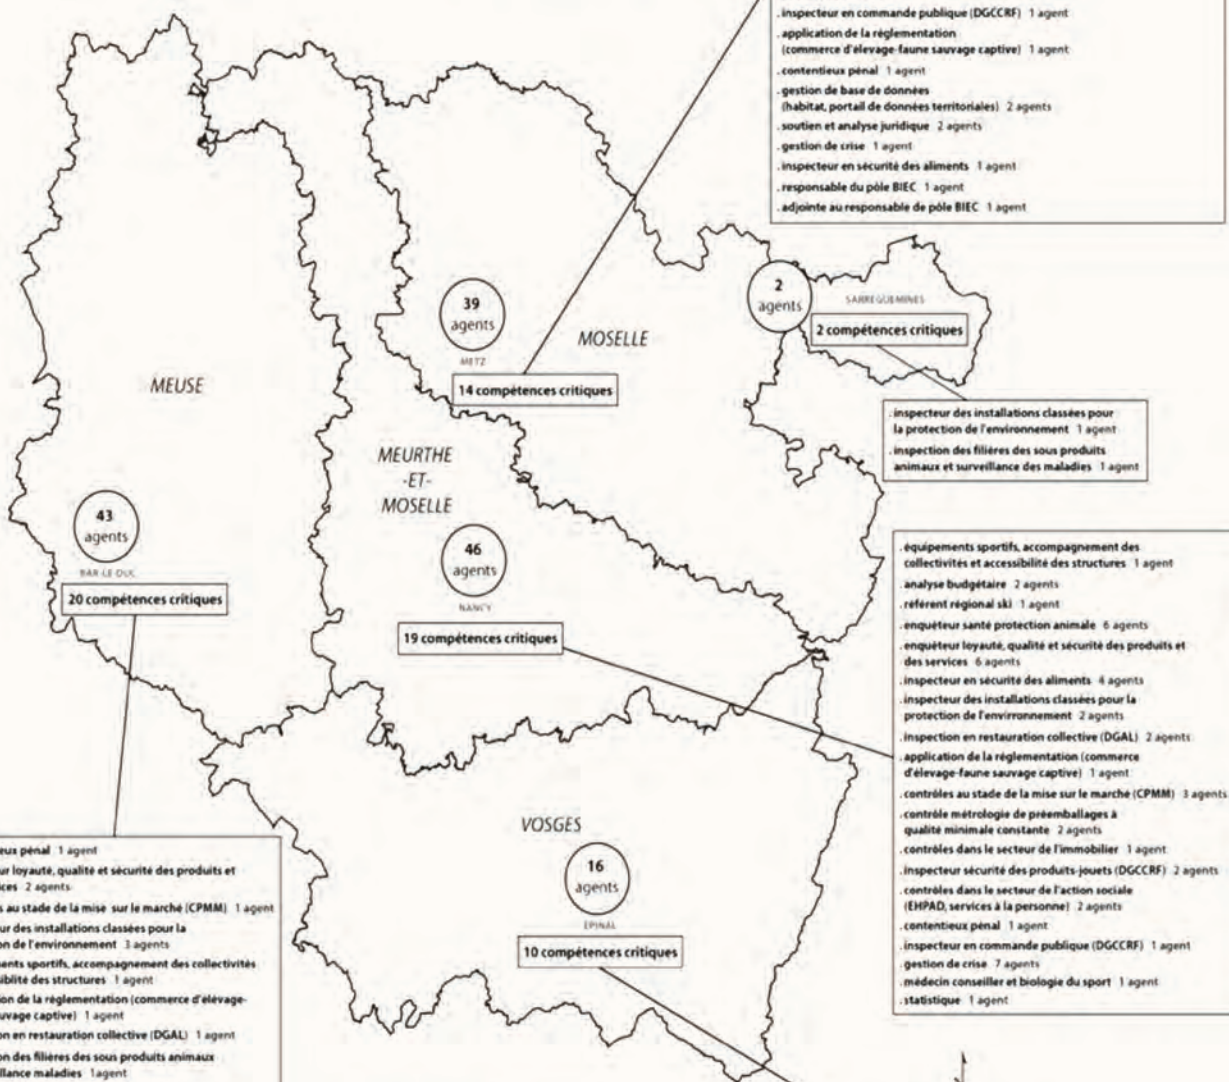 . inspecteur en commande publique (DGCCRF) 1 agent
. application de la réglementation
(commerce d'élevage-faune sauvage captive) 1 agent
. contentieux pénal 1 agent
. gestion de base de données
(habitat, portail de données territoriales) 2 agents
. soutien et analyse juridique 2 agents
. gestion de crise 1 agent
. inspecteur en sécurité des aliments 1 agent
. responsable du pôle BIEC 1 agent
. adjointe au responsable de pôle BIEC 1 agent
2
agents
SARREGUEMINES
2 compétences critiques
39
agents
METZ
MOSELLE
14 compétences critiques
MEUSE
. inspecteur des installations classées pour
la protection de l'environnement 1 agent
. inspection des filières des sous produits
animaux et surveillance des maladies 1 agent
MEURTHE
-ET-
MOSELLE
43
agents
BAR-LE-DUC
20 compétences critiques
46
agents
NANCY
19 compétences critiques
. équipements sportifs, accompagnement des
collectivités et accessibilité des structures 1 agent
. analyse budgétaire 2 agents
. référent régional ski 1 agent
. enquêteur santé protection animale 6 agents
. enquêteur loyauté, qualité et sécurité des produits et
des services 6 agents
. inspecteur en sécurité des aliments 4 agents
. inspecteur des installations classées pour la
protection de l'envirronnement 2 agents
. inspection en restauration collective (DGAL) 2 agents
. application de la réglementation (commerce
d'élevage-faune sauvage captive) 1 agent
. contrôles au stade de la mise sur le marché (CPMM) 3 agents
. contrôle métrologie de préemballages à
qualité minimale constante 2 agents
. contrôles dans le secteur de l'immobilier 1 agent
. inspecteur sécurité des produits-jouets (DGCCRF) 2 agents
. contrôles dans le secteur de l'action sociale
(EHPAD, services à la personne) 2 agents
. contentieux pénal 1 agent
. inspecteur en commande publique (DGCCRF) 1 agent
. gestion de crise 7 agents
. médecin conseiller et biologie du sport 1 agent
. statistique 1 agent
VOSGES
16
agents
EPINAL
10 compétences critiques
eux pénal 1 agent
ur loyauté, qualité et sécurité des produits et
ices 2 agents
s au stade de la mise sur le marché (CPMM) 1 agent
ur des installations classées pour la
on de l'environnement 3 agents
ents sportifs, accompagnement des collectivités
siblité des structures 1 agent
ion de la réglementation (commerce d'élevage-
auvage captive) 1 agent
on en restauration collective (DGAL) 1 agent
on des filières des sous produits animaux
illance maladies 1agent